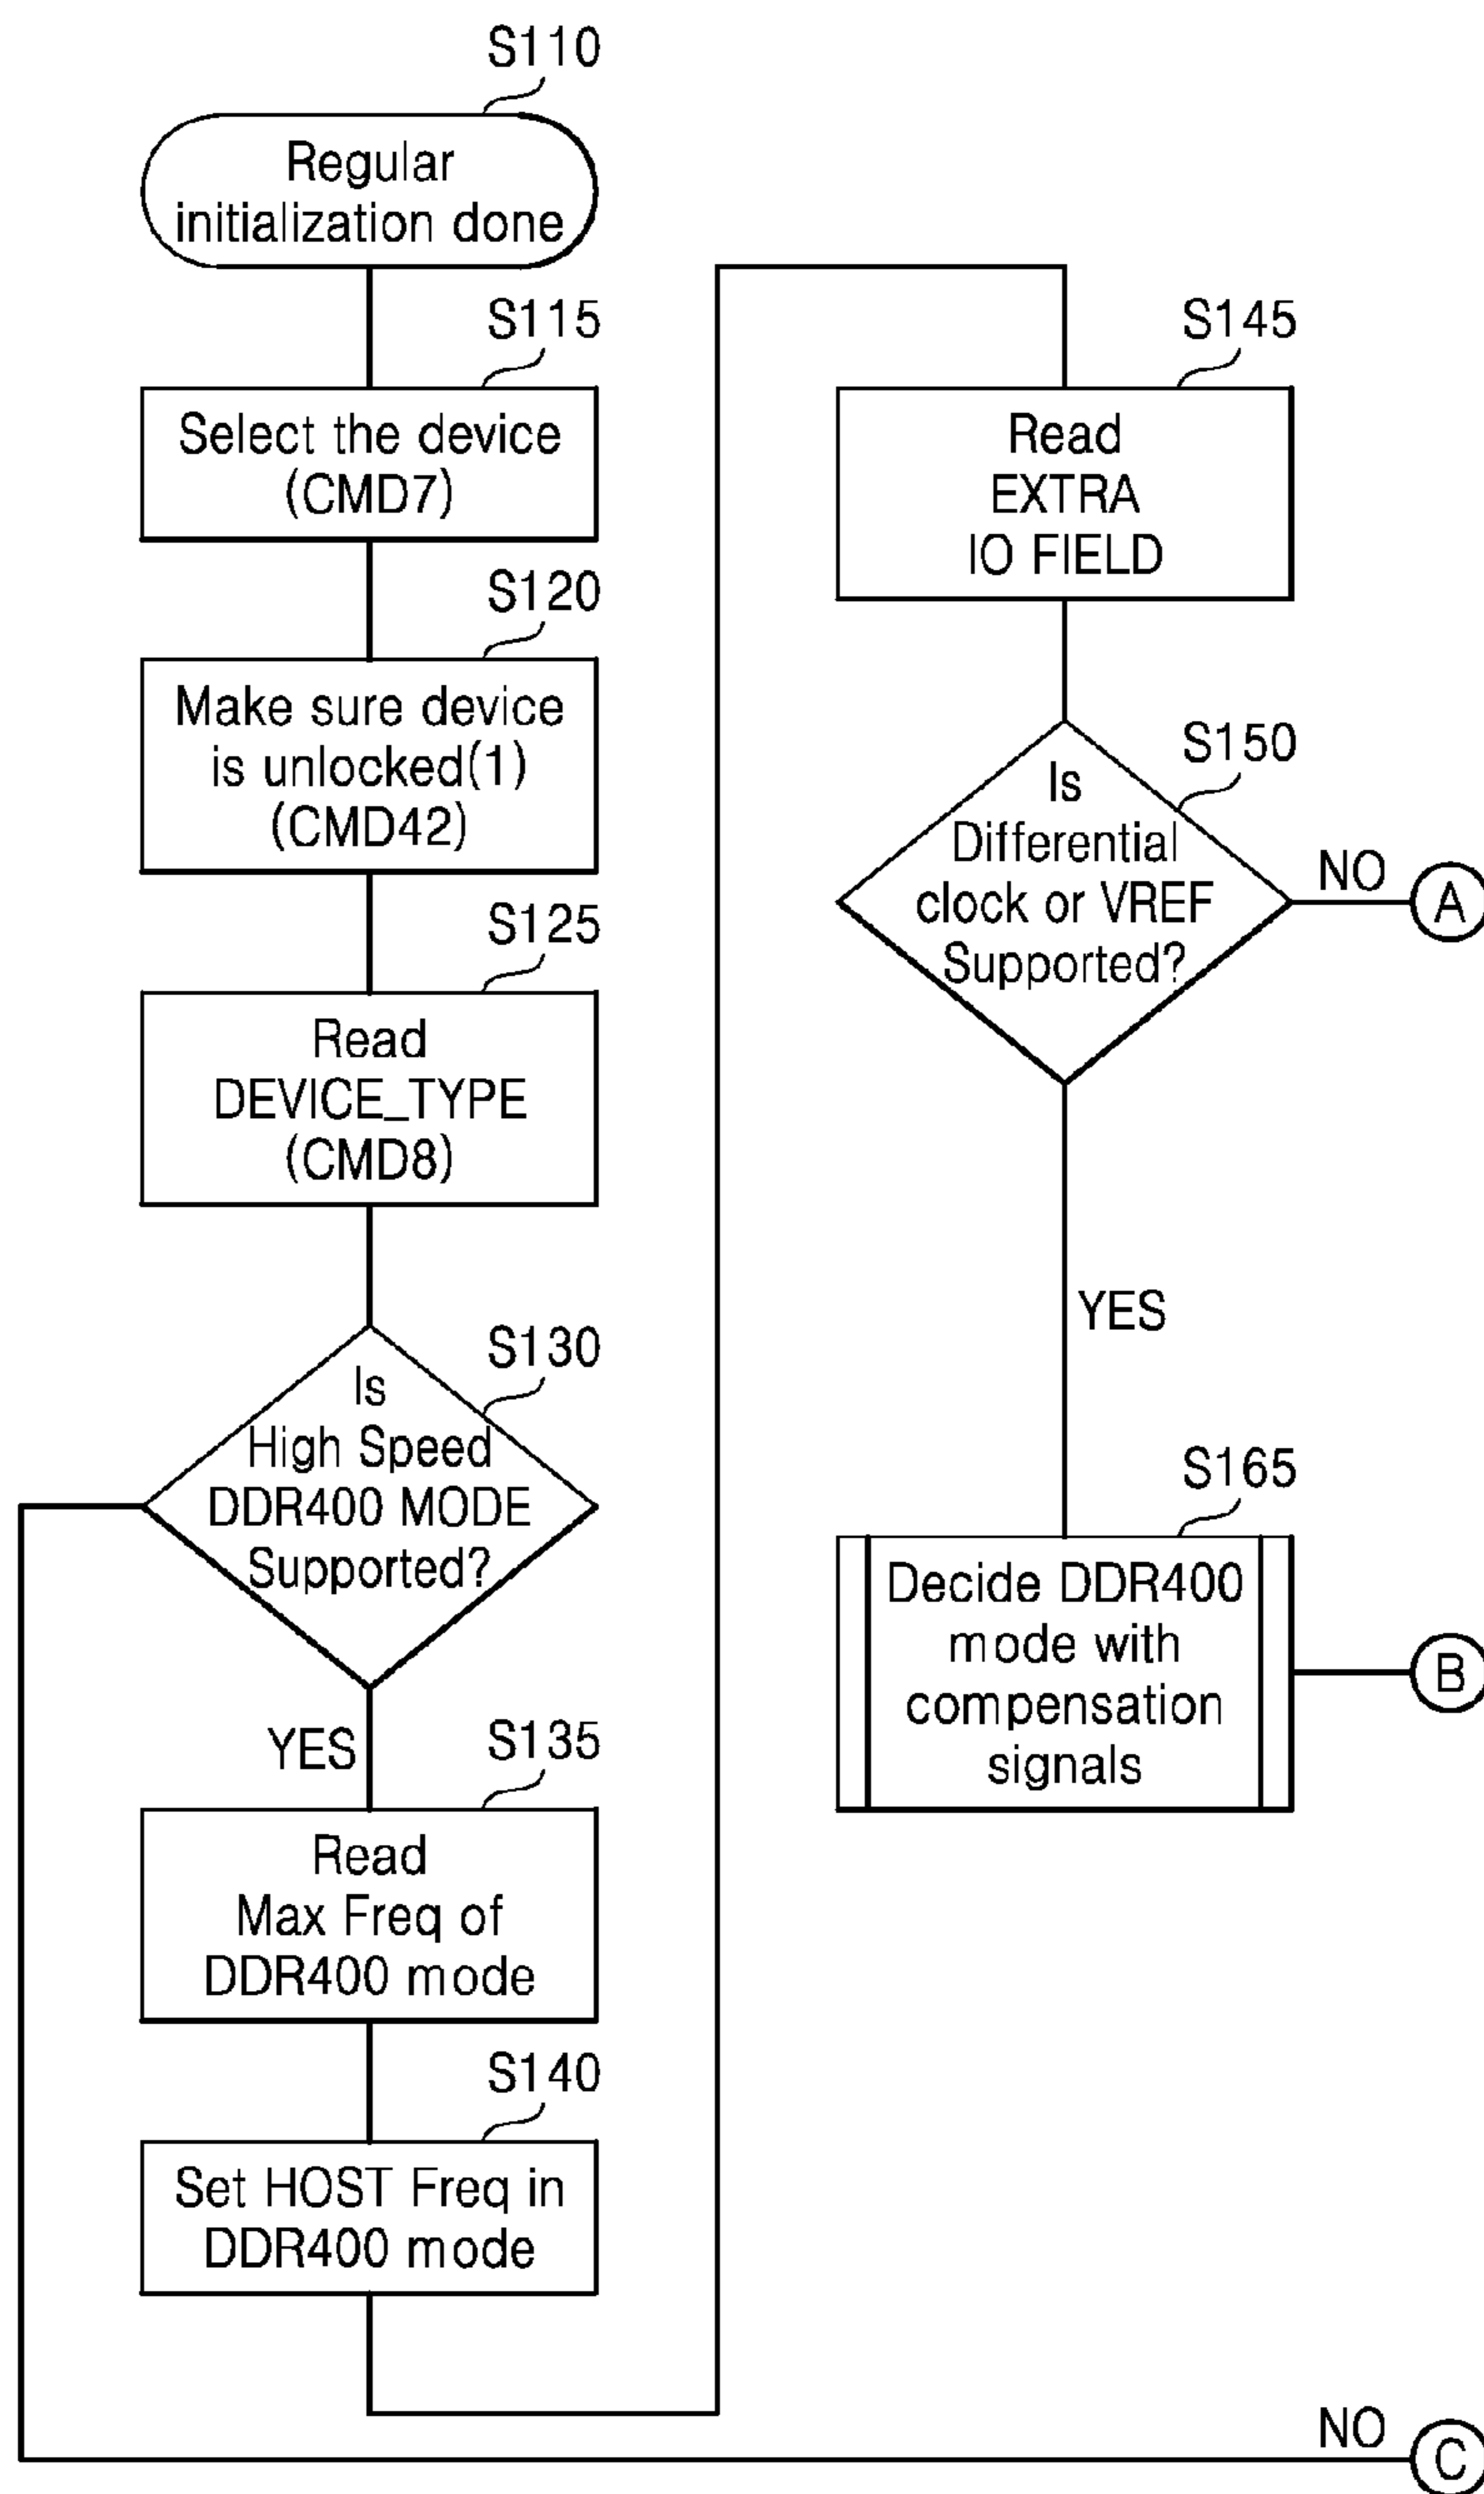 S110
Regular
initialization done
S115
Select the device
(CMD7)
S120
Make sure device
is unlocked(1)
(CMD42)
S125
Read
DEVICE_TYPE
(CMD8)
S130
Is
High Speed
DDR400 MODE
Supported?
YES
S135
Read
Max Freq of
DDR400 mode
S140
Set HOST Freq in
DDR400 mode
S145
Read
EXTRA
IO FIELD
S150
Is
Differential
clock or VREF
Supported?
NO
A
YES
S165
Decide DDR400
mode with
compensation
signals
B
NO
C